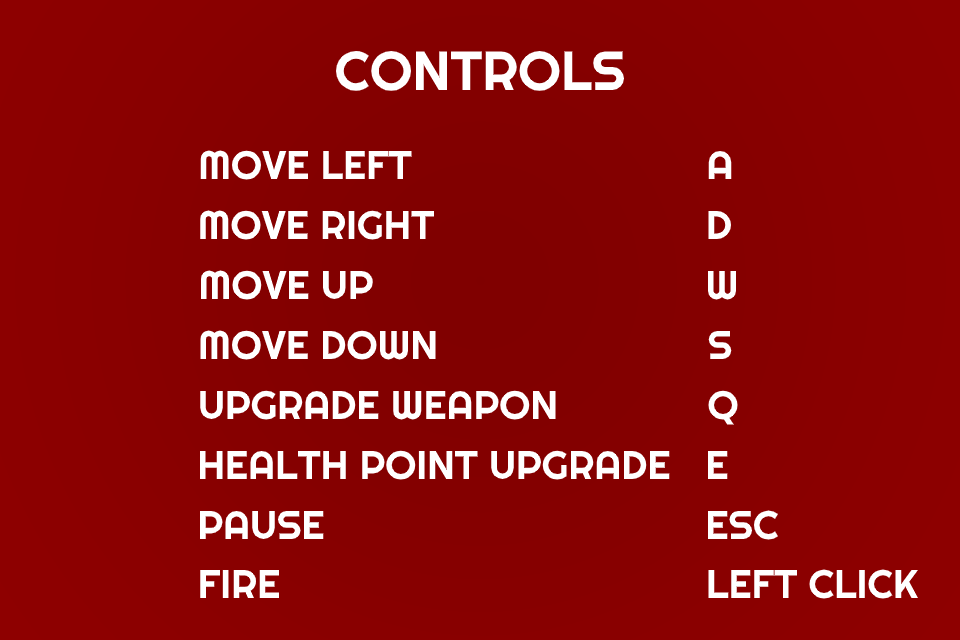 CONTROLS
MOVE LEFT A
MOVE RIGHT D
MOVE UP W
MOVE DOWN S
UPGRADE WEAPON Q
HEALTH POINT UPGRADE E
PAUSE ESC
FIRE LEFT CLICK